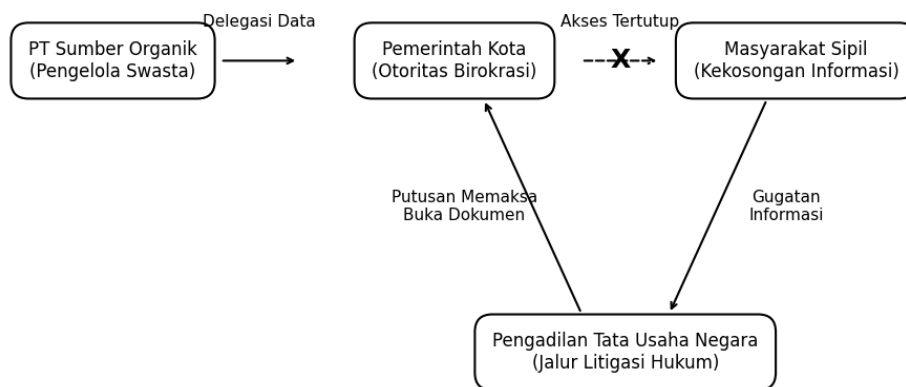 Delegasi Data
Akses Tertutup
PT Sumber Organik
(Pengelola Swasta)
Pemerintah Kota
(Otoritas Birokrasi)
X
Masyarakat Sipil
(Kekosongan Informasi)
Putusan Memaksa
Buka Dokumen
Gugatan
Informasi
Pengadilan Tata Usaha Negara
(Jalur Litigasi Hukum)